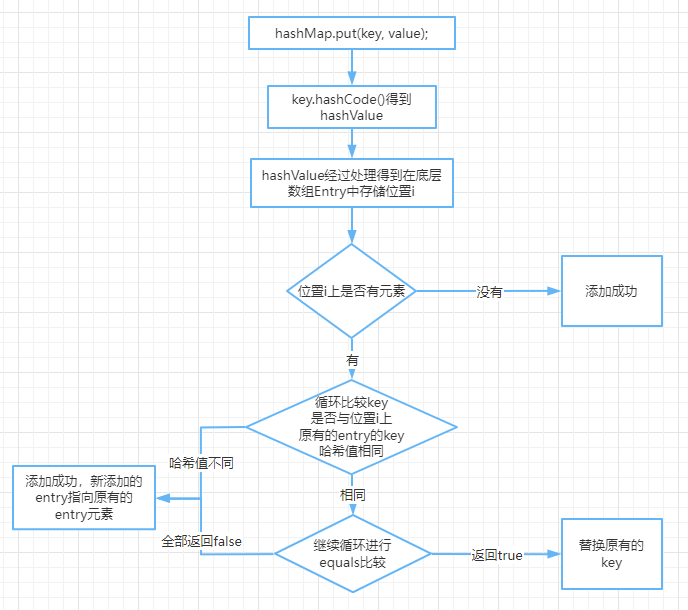 hashMap.put(key, value);
key.hashCode()得到
hashValue
hashValue经过处理得到在底层
数组Entry中存储位置i
位置i上是否有元素
没有
添加成功
有
循环比较key
是否与位置i上
原有的entry的key
哈希值相同
哈希值不同
添加成功，新添加的
entry指向原有的
entry元素
相同
全部返回false
继续循环进行
equals比较
返回true
替换原有的
key